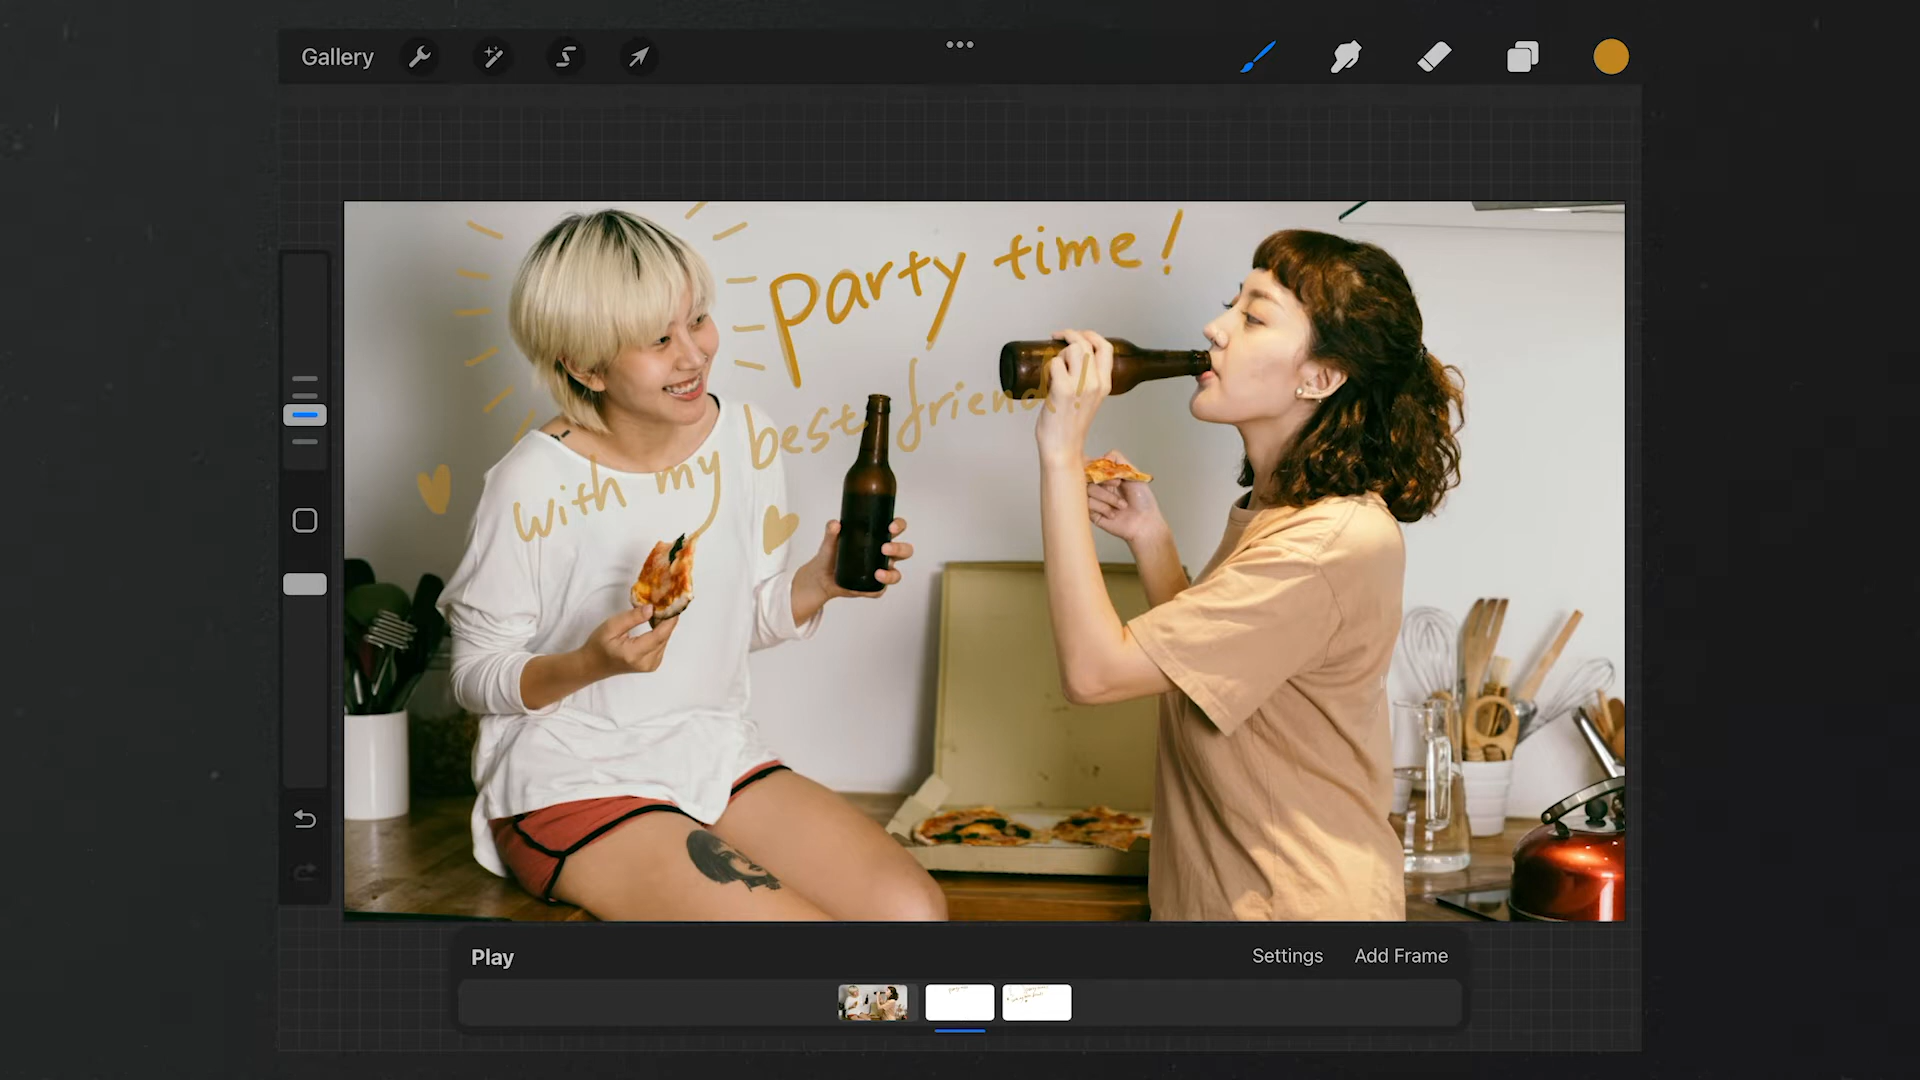 Gallery
party time!
with my best friend!
Play
Settings
Add Frame